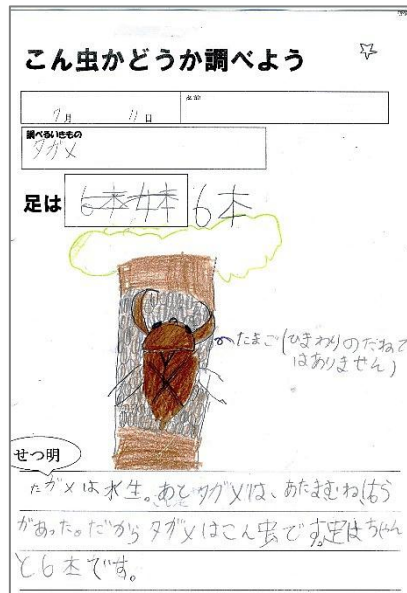 こん虫かどうか調べよう
名前
7月 11日
調べるいきもの
タガメ
足は 6本4本 6本
たまご(ひまわりのたねで
はありません)
せつ明
たガメは水生。あとタガメは、あたまむねはら
があった。だからタガメはこん虫です。足はちゃん
と6本です。